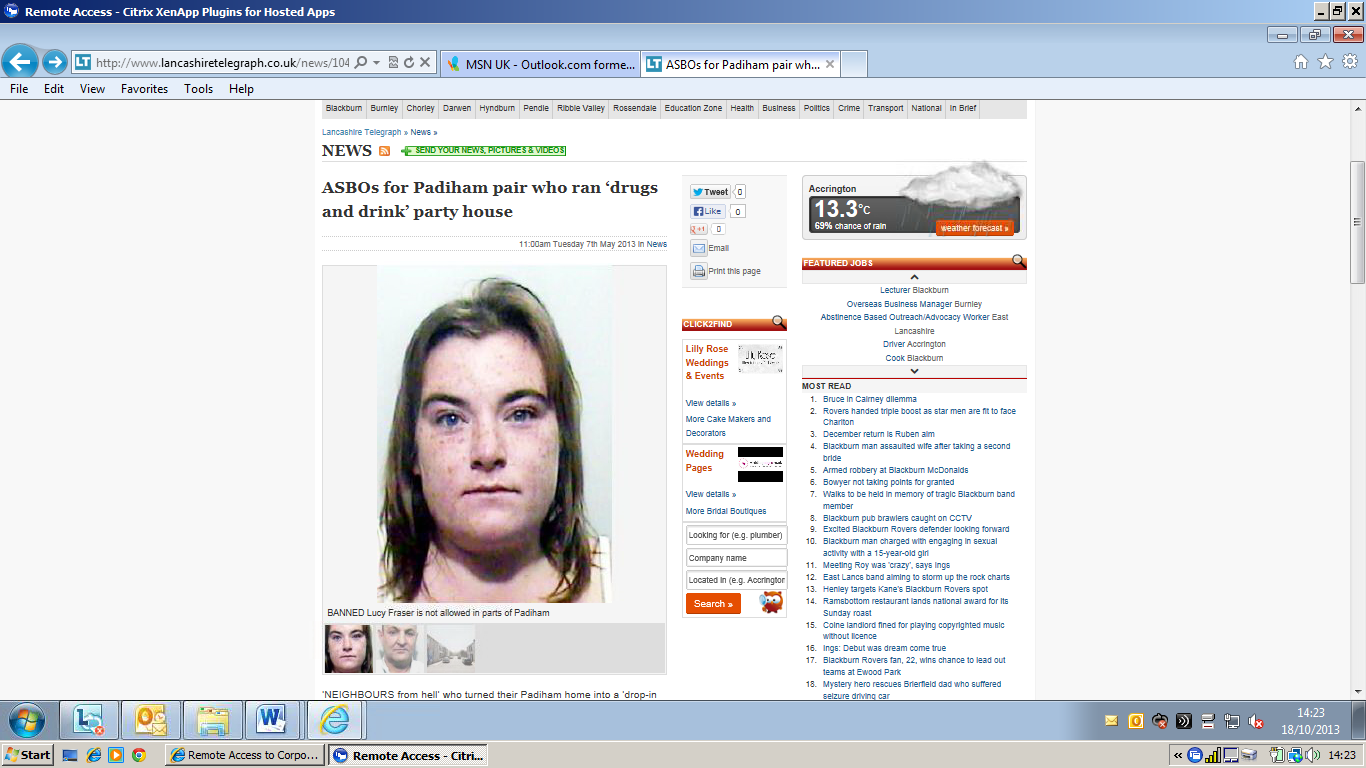 Remote Access - Citrix XenApp Plugins for Hosted Apps
http://www.lancashiretelegraph.co.uk/news/104
MSN UK - Outlook.com forme...
ASBOs for Padiham pair wh...
File Edit View Favorites Tools Help
Blackburn Burnley Chorley Darwen Hyndburn Pendle Ribble Valley Rossendale Education Zone Health Business Politics Crime Transport National In Brief
Lancashire Telegraph » News »
NEWS
SEND YOUR NEWS, PICTURES & VIDEOS
ASBOs for Padiham pair who ran ‘drugs
and drink’ party house
11:00am Tuesday 7th May 2013 in News
BANNED Lucy Fraser is not allowed in parts of Padiham
'NEIGHBOURS from hell' who turned their Padiham home into a 'drop-in
Tweet 0
Like 0
+1 0
Email
Print this page
CLICK2FIND
Lilly Rose
Weddings
& Events
View details »
More Cake Makers and
Decorators
Wedding
Pages
View details »
More Bridal Boutiques
Looking for (e.g. plumber)
Company name
Located in (e.g. Accrington
Search »
Accrington
13.3°C
69% chance of rain
weather forecast »
FEATURED JOBS
Lecturer Blackburn
Overseas Business Manager Burnley
Abstinence Based Outreach/Advocacy Worker East
Lancashire
Driver Accrington
Cook Blackburn
MOST READ
1. Bruce in Cairney dilemma
2. Rovers handed triple boost as star men are fit to face
Charlton
3. December return is Ruben aim
4. Blackburn man assaulted wife after taking a second
bride
5. Armed robbery at Blackburn McDonalds
6. Bowyer not taking points for granted
7. Walks to be held in memory of tragic Blackburn band
member
8. Blackburn pub brawlers caught on CCTV
9. Excited Blackburn Rovers defender looking forward
10. Blackburn man charged with engaging in sexual
activity with a 15-year-old girl
11. Meeting Roy was 'crazy', says ings
12. East Lancs band aiming to storm up the rock charts
13. Henley targets Kane's Blackburn Rovers spot
14. Ramsbottom restaurant lands national award for its
Sunday roast
15. Colne landlord fined for playing copyrighted music
without licence
16. Ings: Debut was dream come true
17. Blackburn Rovers fan, 22, wins chance to lead out
teams at Ewood Park
18. Mystery hero rescues Brierfield dad who suffered
seizure driving car
14:23
18/10/2013
Start
Remote Access to Corpo...
Remote Access - Citri...
14:23